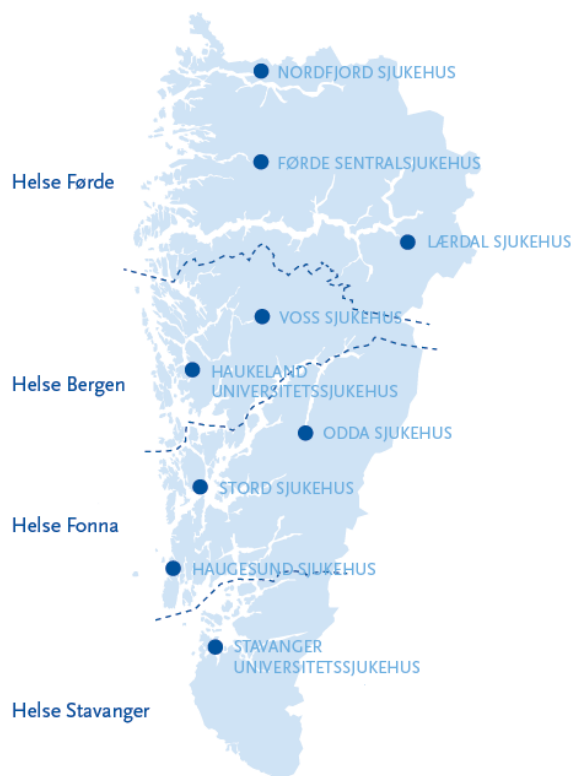 NORDFJORD SJUKEHUS
FØRDE SENTRALSJUKEHUS
Helse Førde
LÆRDAL SJUKEHUS
VOSS SJUKEHUS
HAUKELAND
UNIVERSITETSSJUKEHUS
Helse Bergen
ODDA SJUKEHUS
STORD SJUKEHUS
Helse Fonna
HAUGESUND SJUKEHUS
STAVANGER
UNIVERSITETSSJUKEHUS
Helse Stavanger